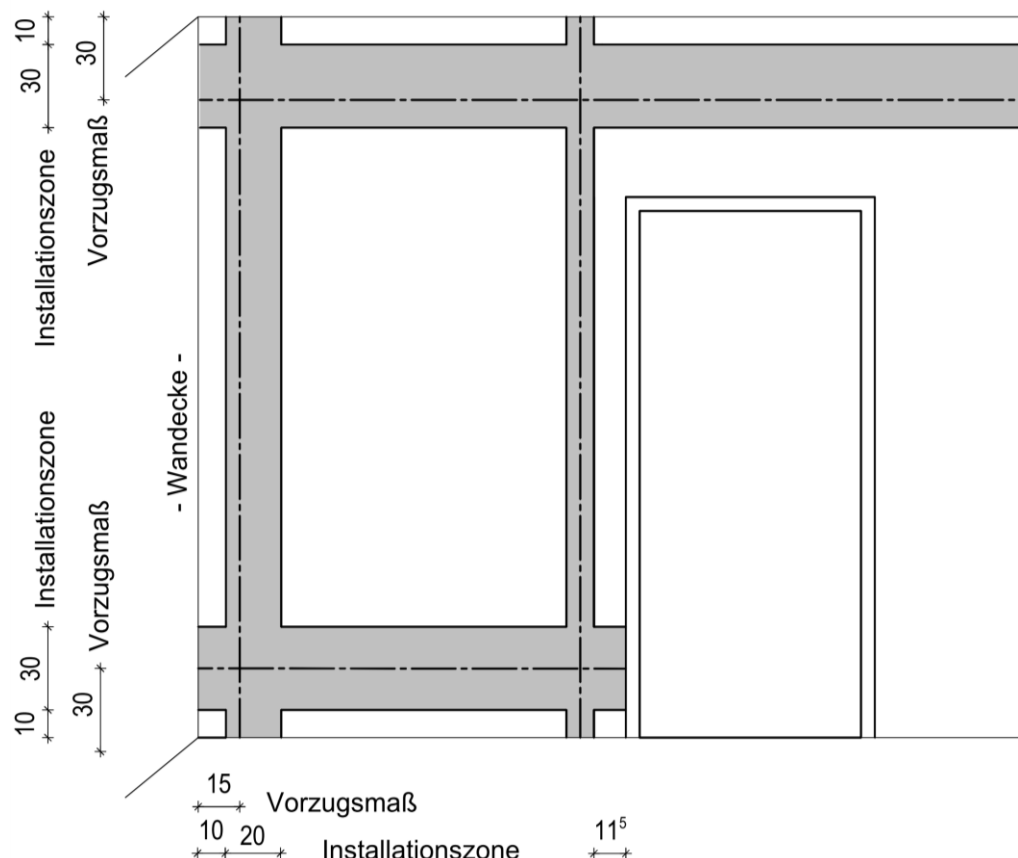 10
30
Installationszone
30
Vorzugsmaß
- Wandecke -
Installationszone
30
10
Vorzugsmaß
30
15
Vorzugsmaß
10
20
Installationszone
11⁵